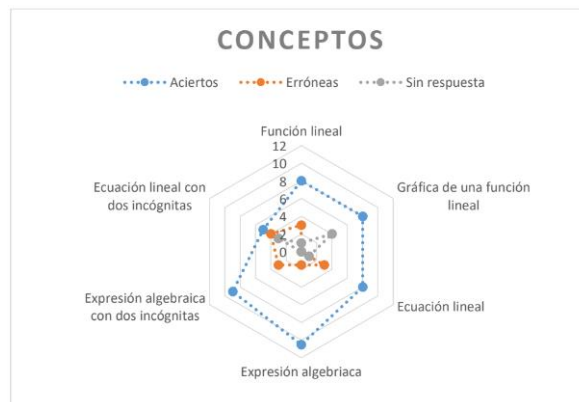 CONCEPTOS
Aciertos
Erróneas
Sin respuesta
Función lineal
12
10
8
6
4
2
0
Gráfica de una función
lineal
Ecuación lineal
Expresión algebriaca
Expresión algebraica
con dos incógnitas
Ecuación lineal con
dos incógnitas